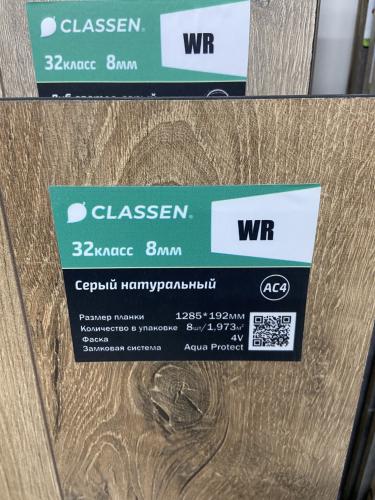 CLASSEN®
WR
32класс 8мм
CLASSEN®
WR
32класс 8мм
Серый натуральный
AC4
Размер планки 1285*192мм
Количество в упаковке 8шт/1,973м²
Фаска 4V
Замковая система Aqua Protect